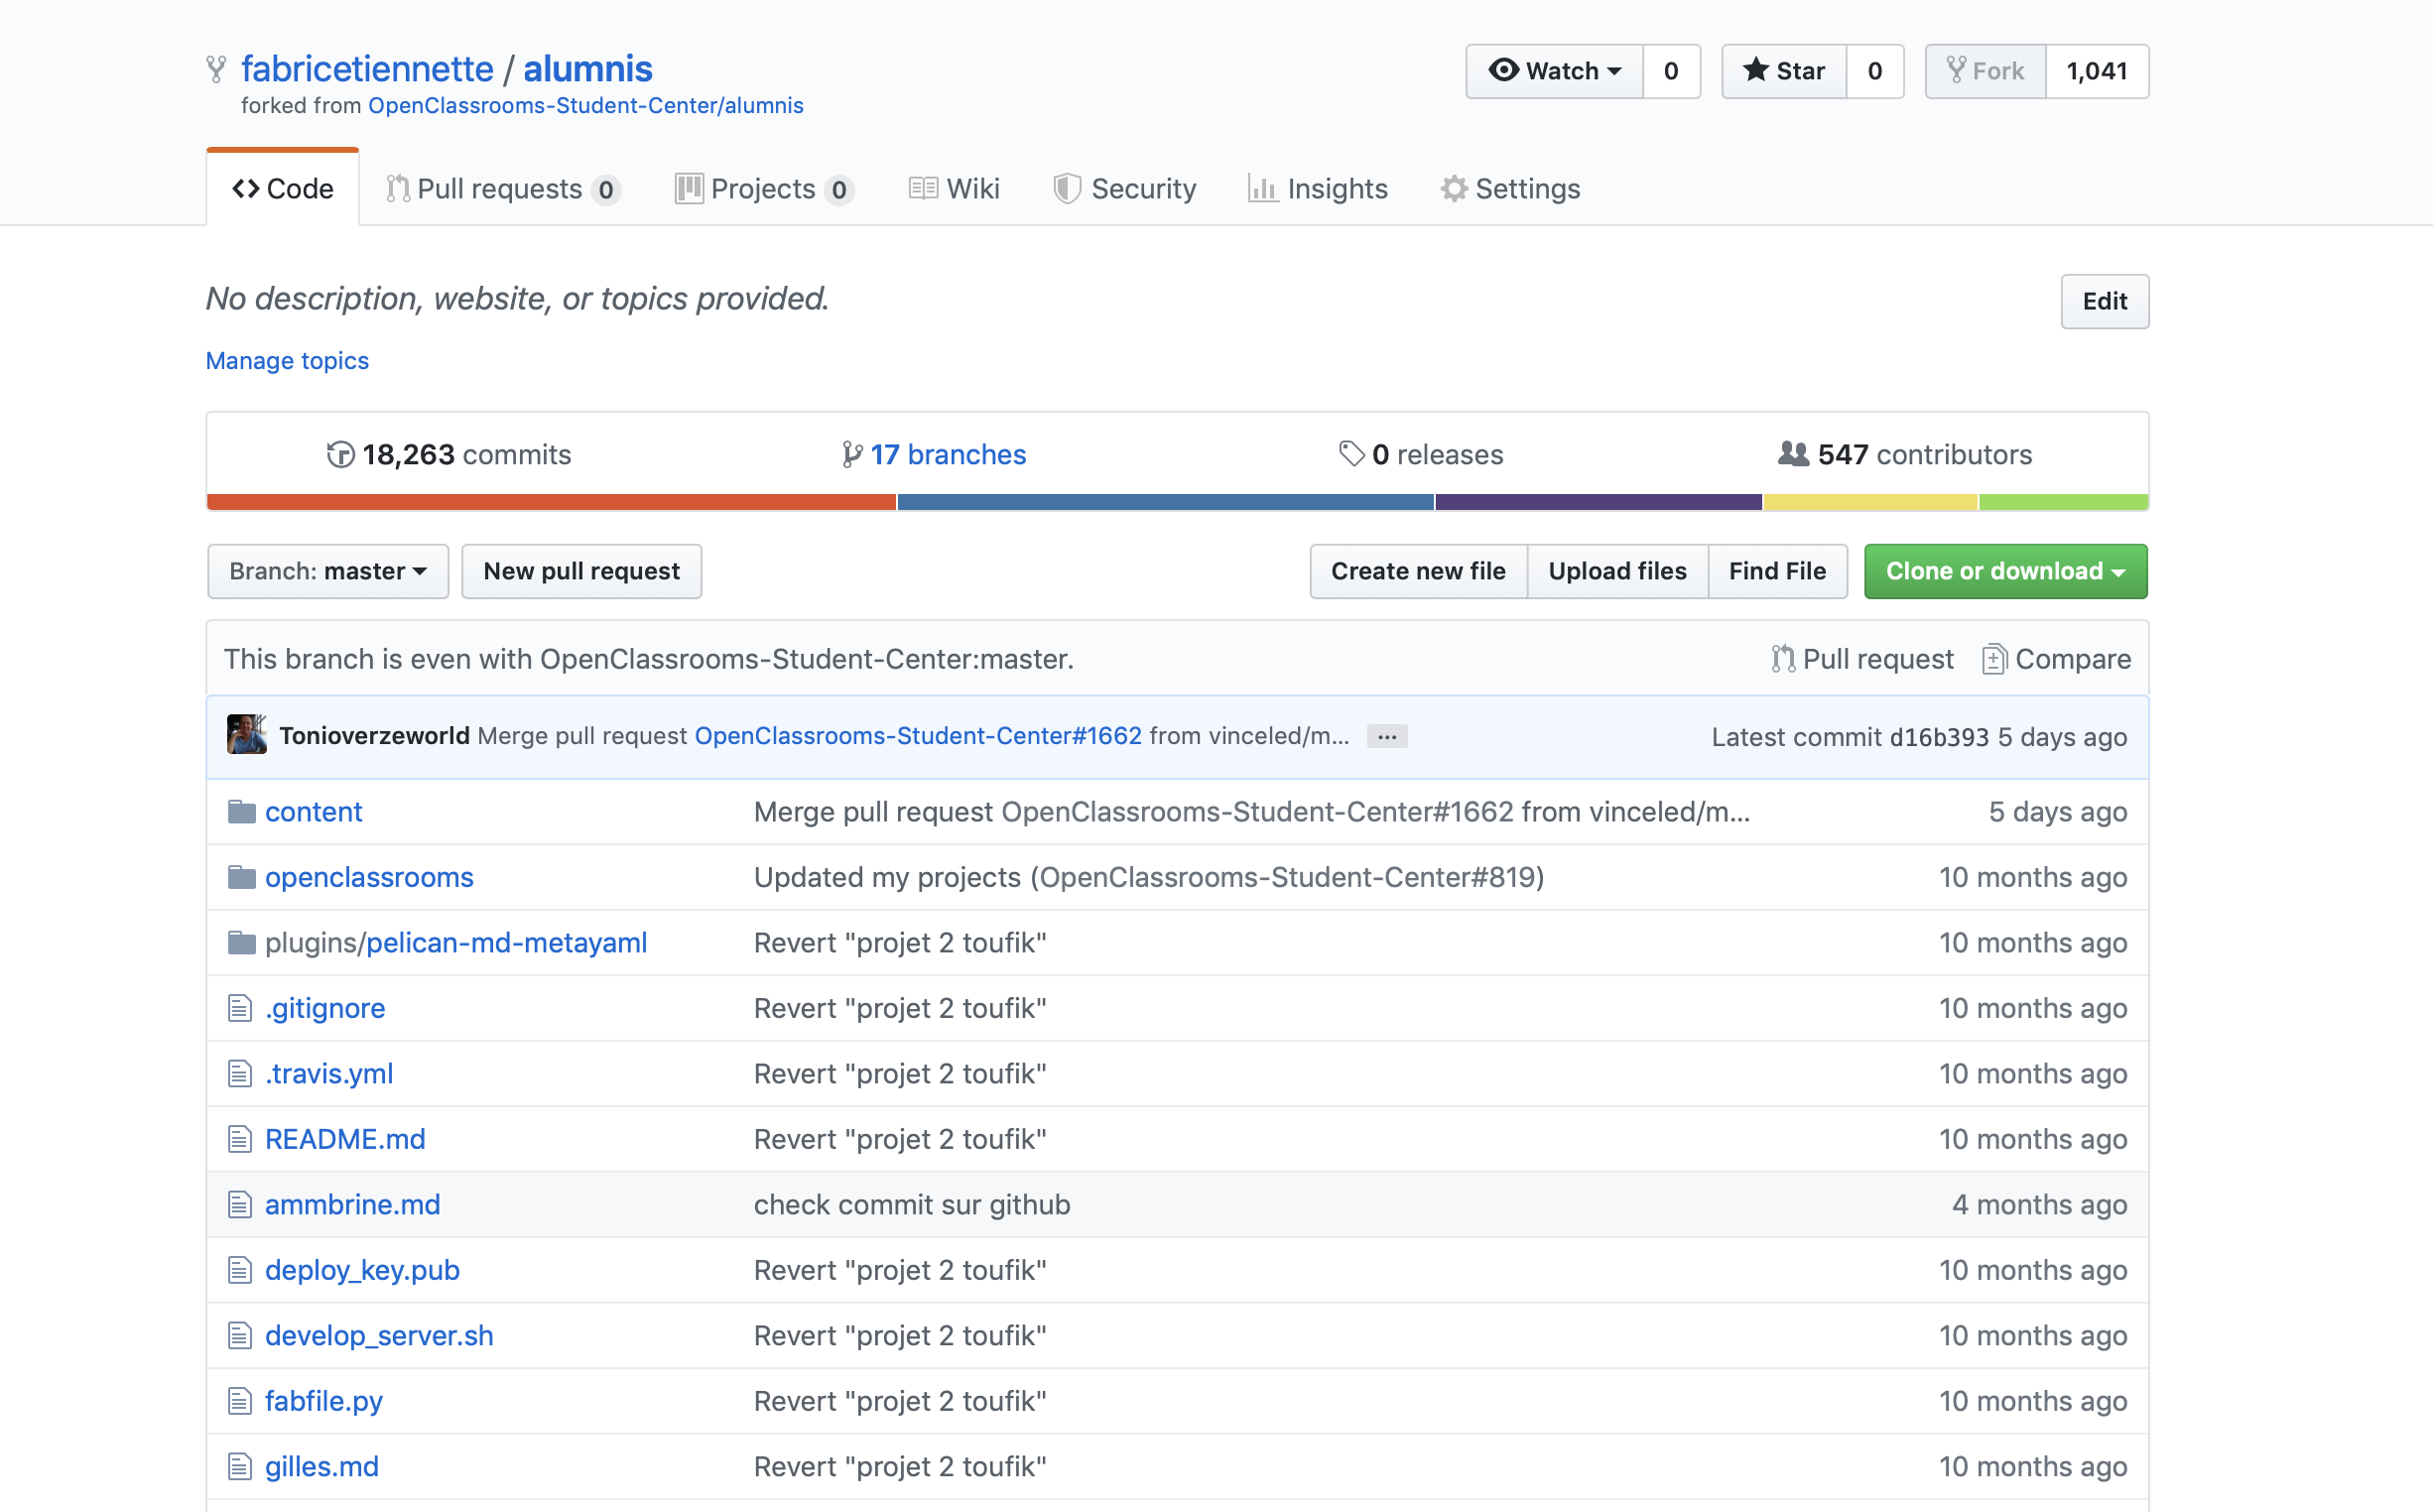 fabricetiennette / alumnis
forked from OpenClassrooms-Student-Center/alumnis
Watch 0 Star 0 Fork 1,041
Code Pull requests 0 Projects 0 Wiki Security Insights Settings
No description, website, or topics provided. Edit
Manage topics
18,263 commits 17 branches 0 releases 547 contributors
Branch: master New pull request Create new file Upload files Find File Clone or download
This branch is even with OpenClassrooms-Student-Center:master. Pull request Compare
Tonioverzeworld Merge pull request OpenClassrooms-Student-Center#1662 from vinceled/m... ... Latest commit d16b393 5 days ago
content Merge pull request OpenClassrooms-Student-Center#1662 from vinceled/m... 5 days ago
openclassrooms Updated my projects (OpenClassrooms-Student-Center#819) 10 months ago
plugins/pelican-md-metayaml Revert "projet 2 toufik" 10 months ago
.gitignore Revert "projet 2 toufik" 10 months ago
.travis.yml Revert "projet 2 toufik" 10 months ago
README.md Revert "projet 2 toufik" 10 months ago
ammbrine.md check commit sur github 4 months ago
deploy_key.pub Revert "projet 2 toufik" 10 months ago
develop_server.sh Revert "projet 2 toufik" 10 months ago
fabfile.py Revert "projet 2 toufik" 10 months ago
gilles.md Revert "projet 2 toufik" 10 months ago